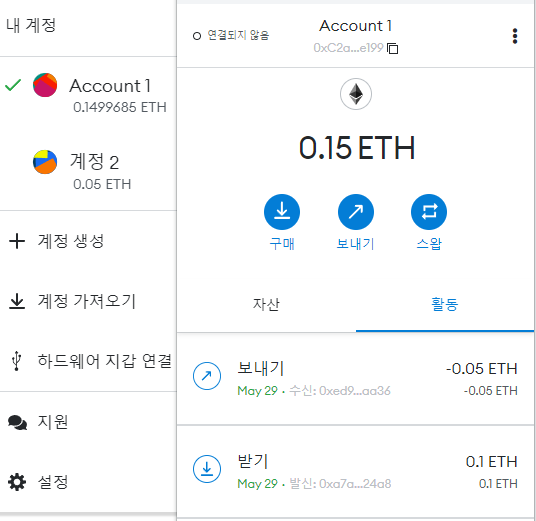 내 계정
Account 1
0.1499685 ETH
계정 2
0.05 ETH
계정 생성
계정 가져오기
하드웨어 지갑 연결
지원
설정
연결되지 않음
Account 1
0xC2a...e199
0.15 ETH
구매
보내기
스왑
자산
활동
보내기
-0.05 ETH
May 29 · 수신: 0xed9...aa36
-0.05 ETH
받기
0.1 ETH
May 29 · 발신: 0xa7a...24a8
0.1 ETH